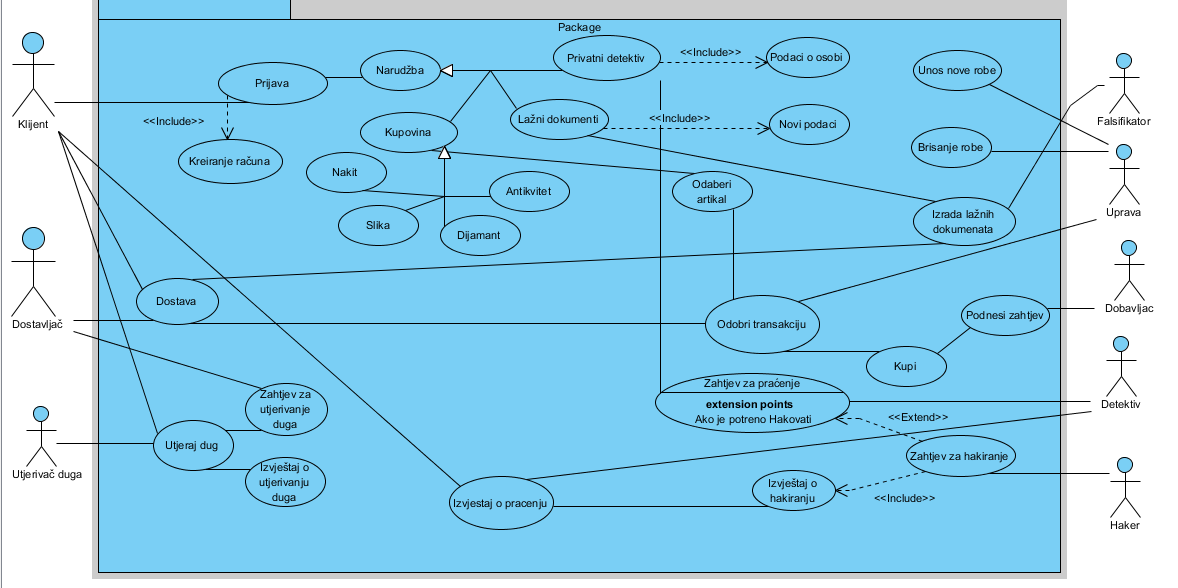 Package
Klijent
Prijava
Narudžba
Privatni detektiv
<<Include>>
Podaci o osobi
Unos nove robe
Falsifikator
<<Include>>
Kreiranje računa
Kupovina
Lažni dokumenti
<<Include>>
Novi podaci
Brisanje robe
Uprava
Nakit
Antikvitet
Slika
Dijamant
Odaberi
artikal
Izrada lažnih
dokumenata
Dostavljač
Dostava
Odobri transakciju
Podnesi zahtjev
Dobavljac
Kupi
Zahtjev za praćenje
extension points
Ako je potreno Hakovati
Detektiv
<<Extend>>
Zahtjev za
utjerivanje
duga
Utjerivač duga
Utjeraj dug
Izvještaj o
utjerivanju
duga
Zahtjev za hakiranje
<<Include>>
Izvještaj o
hakiranju
Izvjestaj o pracenju
Haker